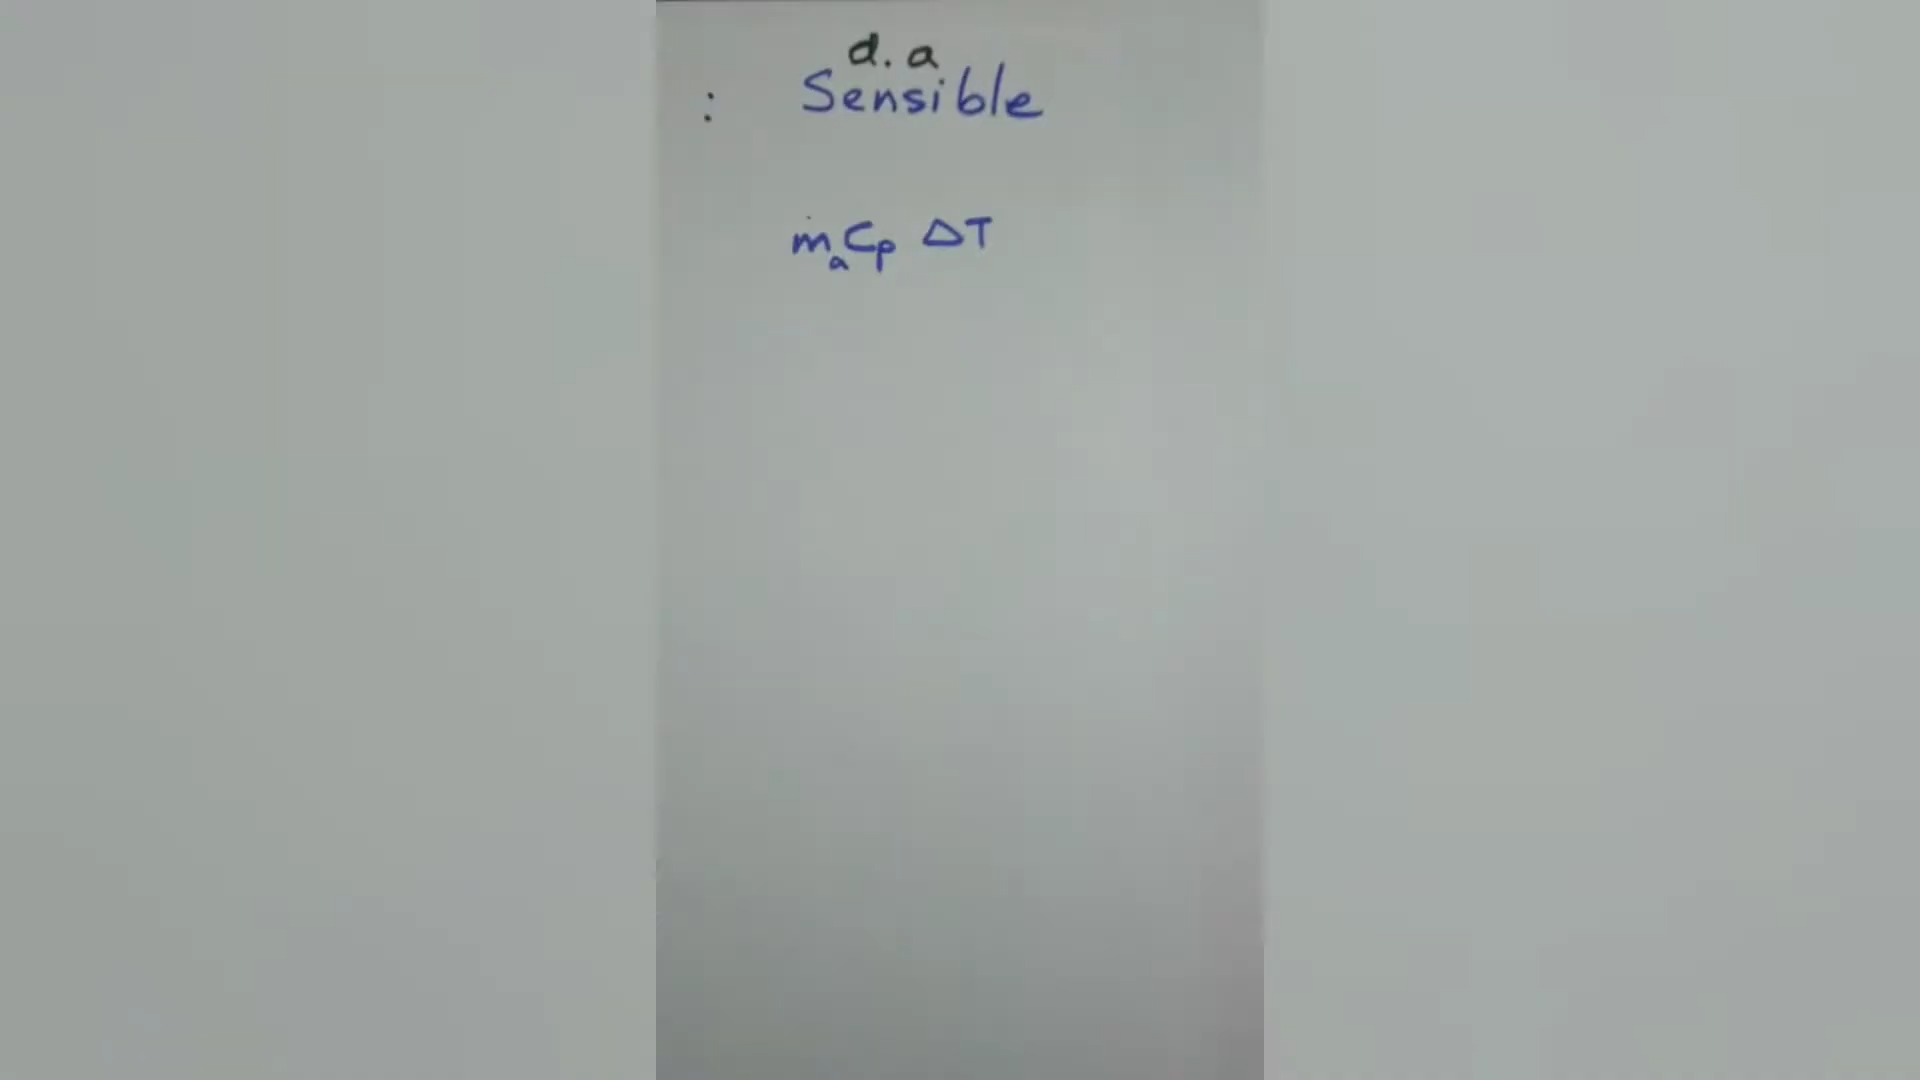 d. a
: Sensible
ṁₐCₚ ΔT